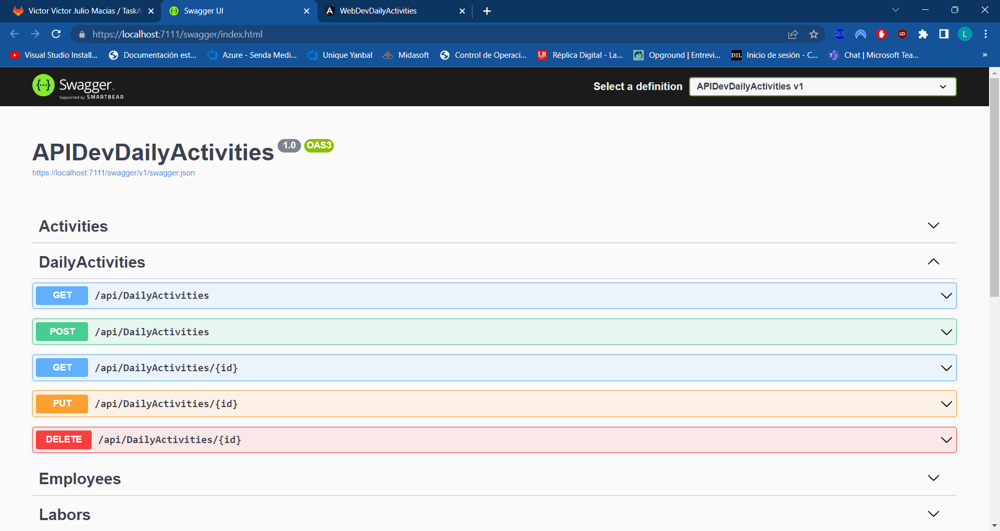 Victor Victor Julio Macias / TaskA
Swagger UI
WebDevDailyActivities
https://localhost:7111/swagger/index.html
QR
UD
L
Visual Studio Install...
Documentación est...
Azure - Senda Medi...
Unique Yanbal
Midasoft
Control de Operaci...
LR
Réplica Digital - La...
Opground | Entrevi...
D2L
Inicio de sesión - C...
Chat | Microsoft Tea...
»
{···} Swagger
Supported by SMARTBEAR
Select a definition
APIDevDailyActivities v1
APIDevDailyActivities 1.0 OAS3
https://localhost:7111/swagger/v1/swagger.json
Activities
DailyActivities
GET /api/DailyActivities
POST /api/DailyActivities
GET /api/DailyActivities/{id}
PUT /api/DailyActivities/{id}
DELETE /api/DailyActivities/{id}
Employees
Labors